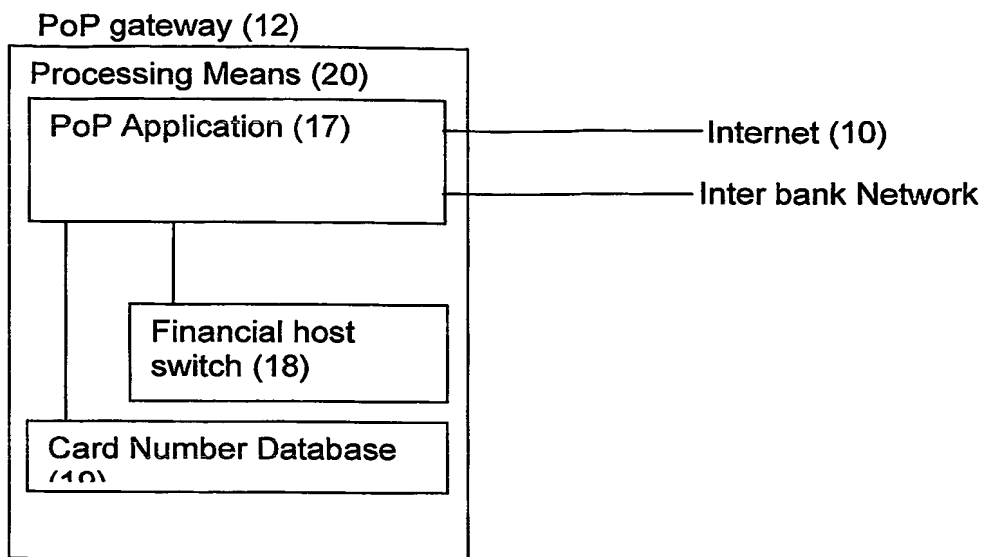 PoP gateway (12)
Processing Means (20)
PoP Application (17)
Internet (10)
Inter bank Network
Financial host
switch (18)
Card Number Database